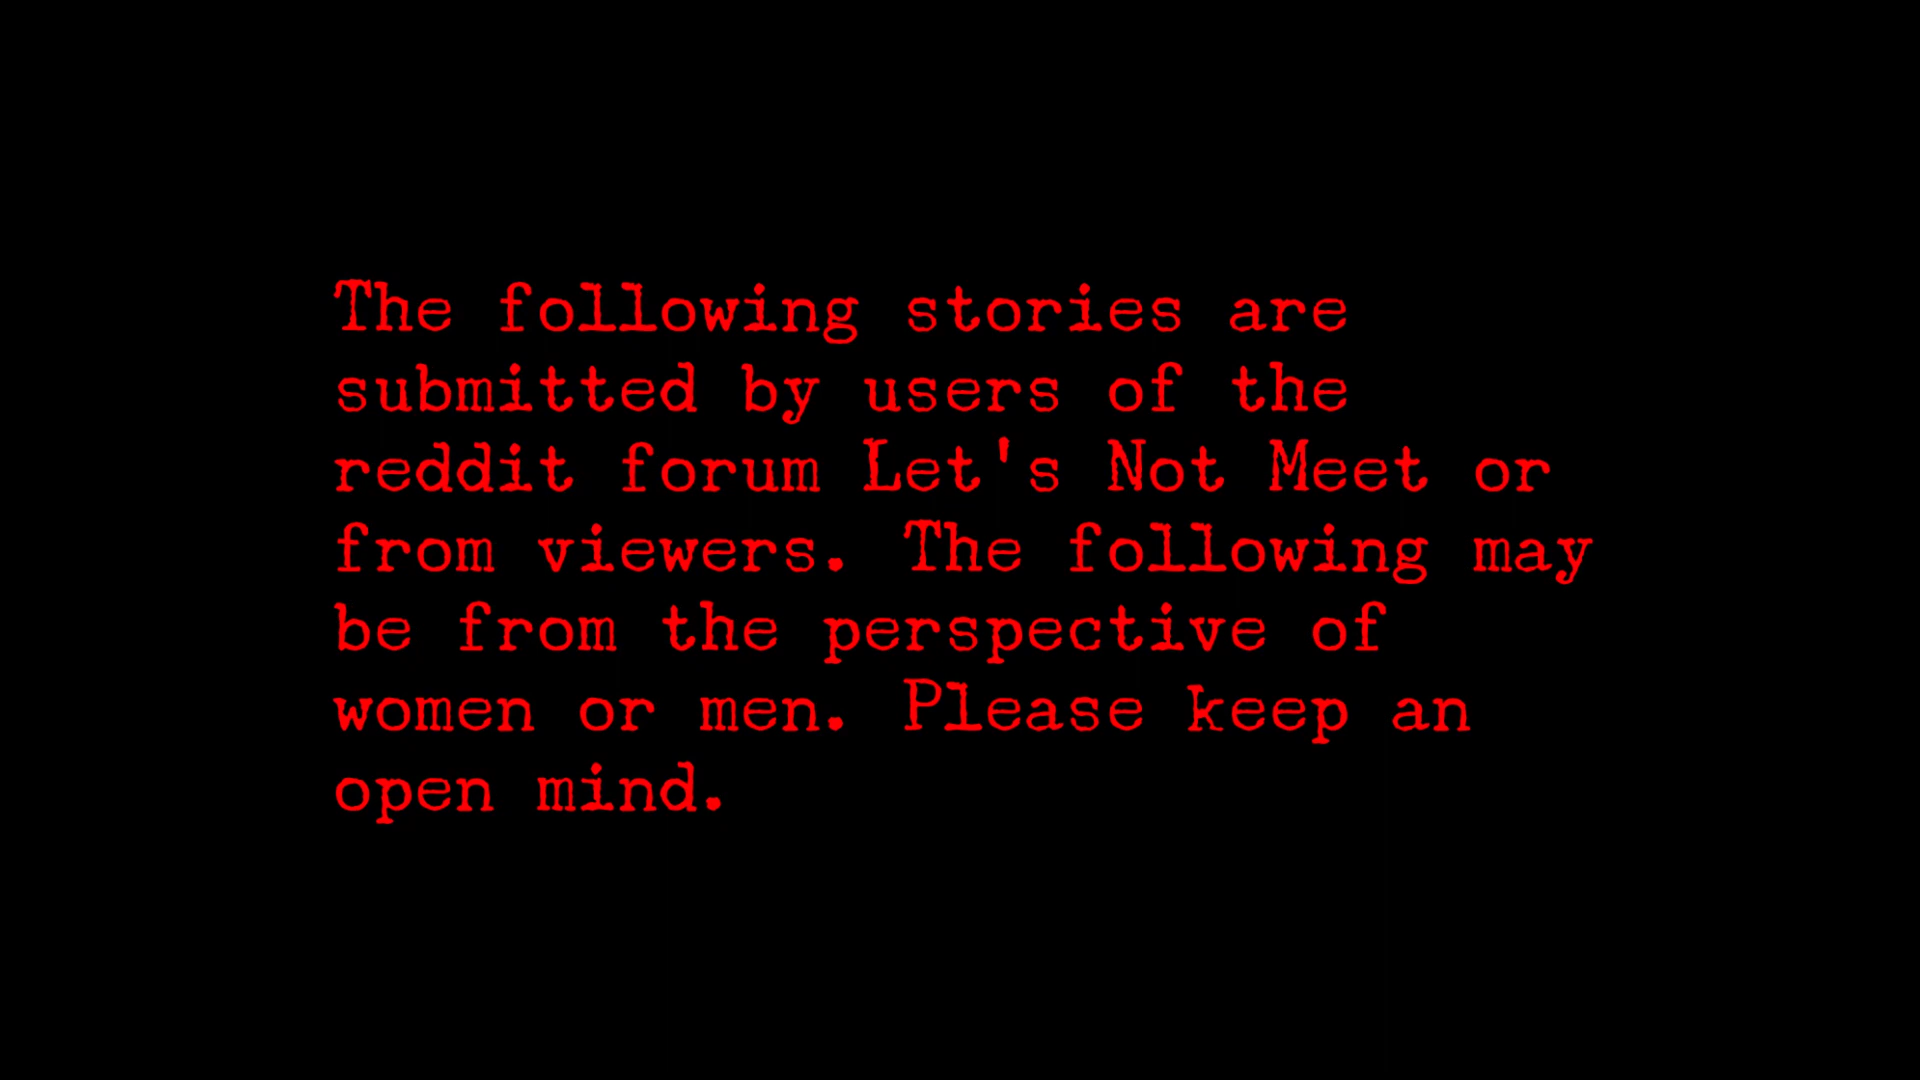 The following stories are
submitted by users of the
reddit forum Let's Not Meet or
from viewers. The following may
be from the perspective of
women or men. Please keep an
open mind.